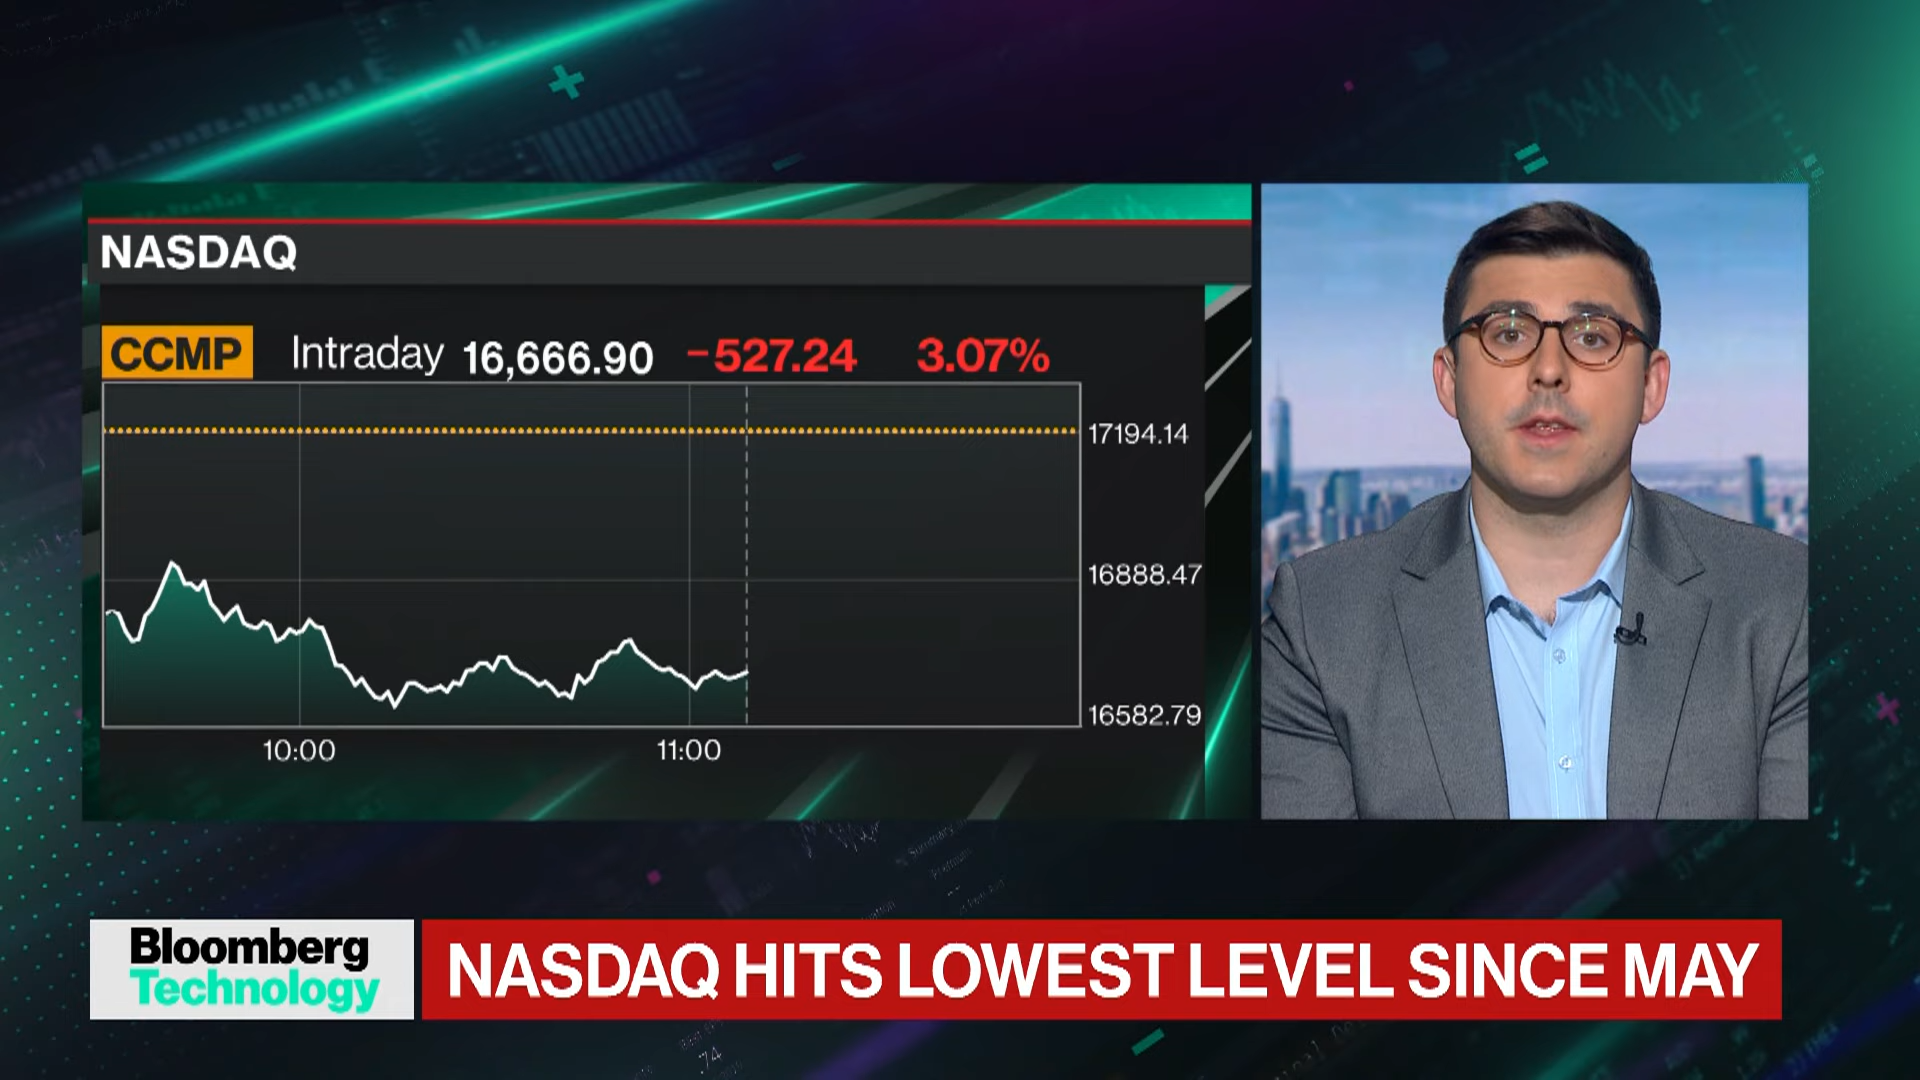 NASDAQ
CCMP Intraday 16,666.90 -527.24 3.07%
17194.14
16888.47
16582.79
10:00 11:00
Bloomberg
Technology
NASDAQ HITS LOWEST LEVEL SINCE MAY
74